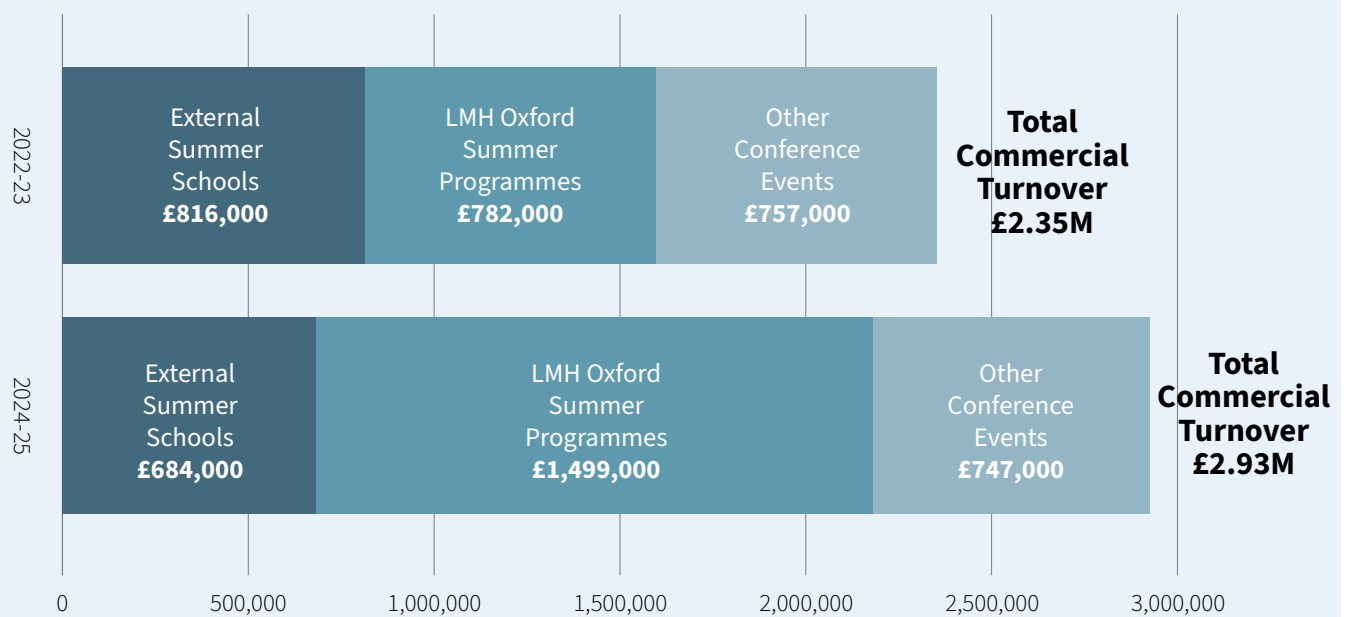 2022-23
External
Summer
Schools
£816,000
LMH Oxford
Summer
Programmes
£782,000
Other
Conference
Events
£757,000
Total
Commercial
Turnover
£2.35M
2024-25
External
Summer
Schools
£684,000
LMH Oxford
Summer
Programmes
£1,499,000
Other
Conference
Events
£747,000
Total
Commercial
Turnover
£2.93M
0
500,000
1,000,000
1,500,000
2,000,000
2,500,000
3,000,000